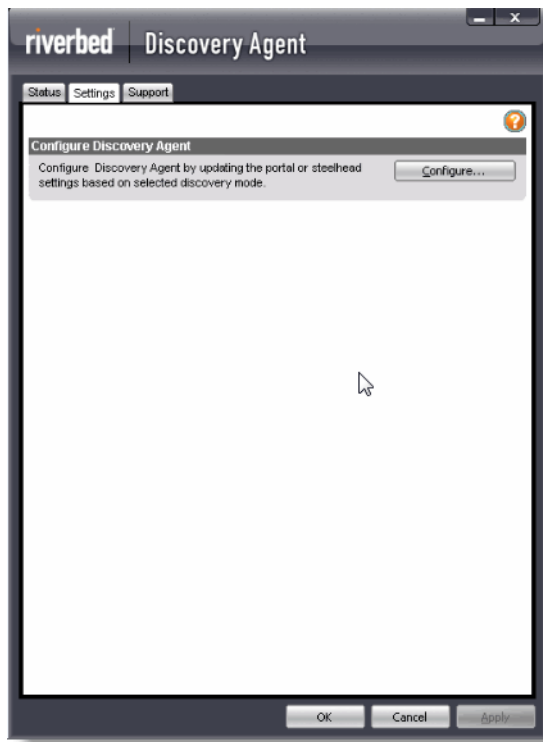 riverbed Discovery Agent
Status Settings Support
Configure Discovery Agent
Configure Discovery Agent by updating the portal or steelhead
settings based on selected discovery mode.
Configure...
OK Cancel Apply